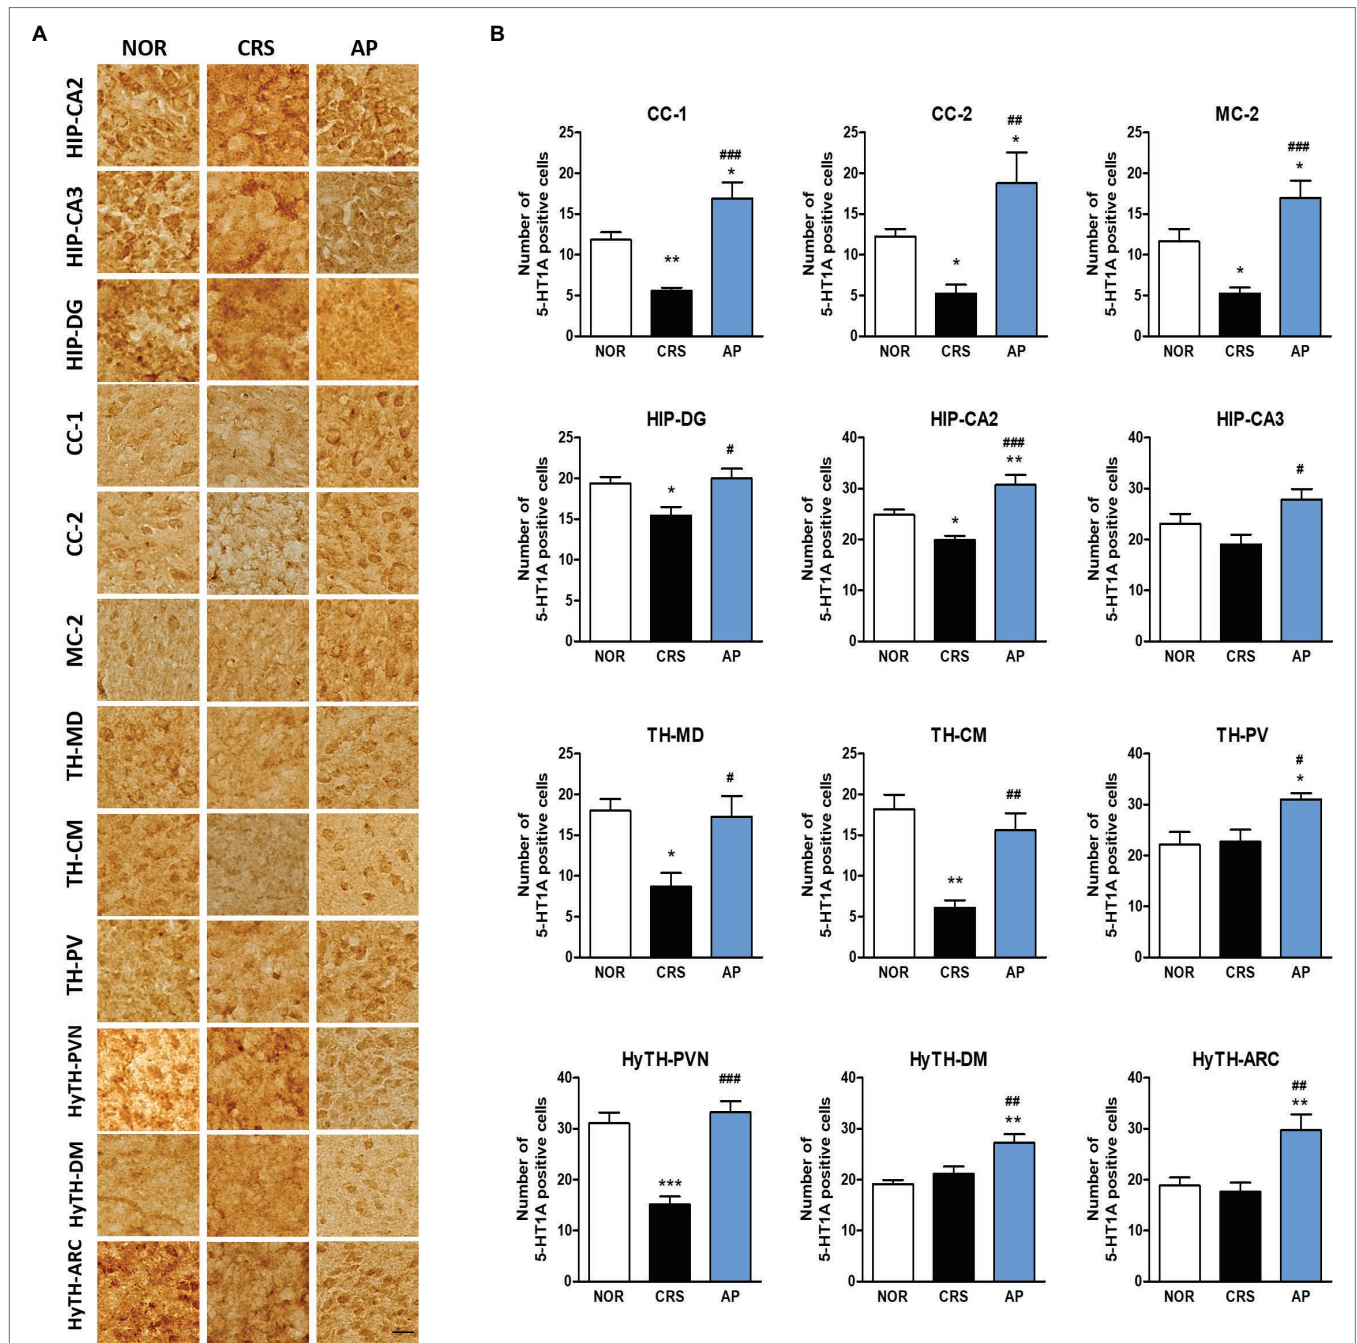 A
NOR CRS AP
HIP-CA2
HIP-CA3
HIP-DG
CC-1
CC-2
MC-2
TH-MD
TH-CM
TH-PV
HyTH-PVN
HyTH-DM
HyTH-ARC
B
CC-1
Number of
5-HT1A positive cells
25
20
15
10
5
0
**
###
*
NOR CRS AP
CC-2
Number of
5-HT1A positive cells
25
20
15
10
5
0
*
##
*
NOR CRS AP
MC-2
Number of
5-HT1A positive cells
25
20
15
10
5
0
*
###
*
NOR CRS AP
HIP-DG
Number of
5-HT1A positive cells
25
20
15
10
5
0
*
#
NOR CRS AP
HIP-CA2
Number of
5-HT1A positive cells
40
30
20
10
0
*
###
**
NOR CRS AP
HIP-CA3
Number of
5-HT1A positive cells
40
30
20
10
0
#
NOR CRS AP
TH-MD
Number of
5-HT1A positive cells
25
20
15
10
5
0
*
#
NOR CRS AP
TH-CM
Number of
5-HT1A positive cells
25
20
15
10
5
0
**
##
NOR CRS AP
TH-PV
Number of
5-HT1A positive cells
40
30
20
10
0
#
*
NOR CRS AP
HyTH-PVN
Number of
5-HT1A positive cells
40
30
20
10
0
***
###
NOR CRS AP
HyTH-DM
Number of
5-HT1A positive cells
40
30
20
10
0
##
**
NOR CRS AP
HyTH-ARC
Number of
5-HT1A positive cells
40
30
20
10
0
##
**
NOR CRS AP